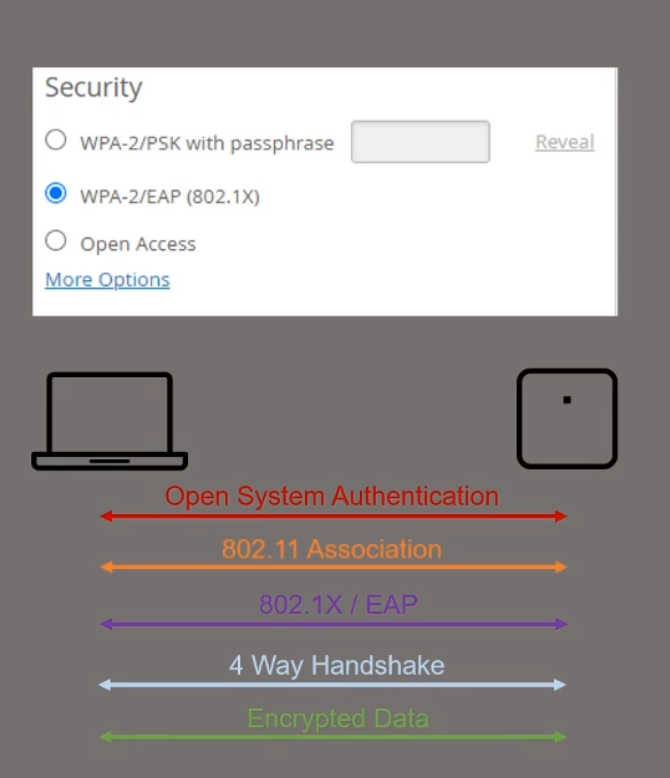 Security
WPA-2/PSK with passphrase Reveal
WPA-2/EAP (802.1X)
Open Access
More Options
Open System Authentication
802.11 Association
802.1X / EAP
4 Way Handshake
Encrypted Data